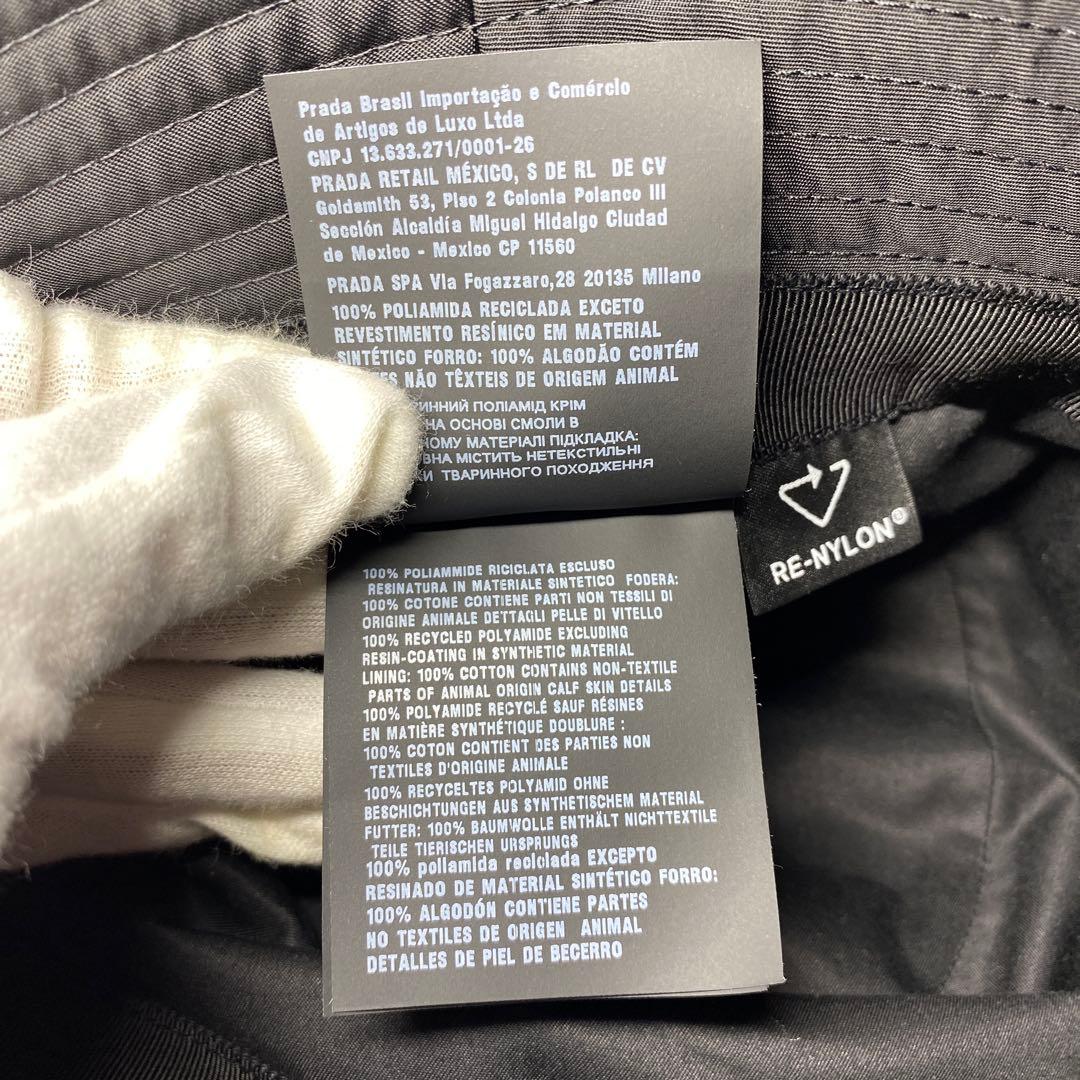 Prada Brasil Importação e Comércio
de Artigos de Luxo Ltda
CNPJ 13.633.271/0001-26
PRADA RETAIL MÉXICO, S DE RL DE CV
Goldsmith 53, Piso 2 Colonia Polanco III
Sección Alcaldía Miguel Hidalgo Ciudad
de Mexico - Mexico CP 11560
PRADA SPA Via Fogazzaro,28 20135 Milano
100% POLIAMIDA RECICLADA EXCETO
REVESTIMENTO RESÍNICO EM MATERIAL
SINTÉTICO FORRO: 100% ALGODÃO CONTÉM
NÃO TÊXTEIS DE ORIGEM ANIMAL
ПОЛІАМІД КРІМ
НА ОСНОВІ СМОЛИ В
МАТЕРІАЛІ ПІДКЛАДКА:
МІСТИТЬ НЕТЕКСТИЛЬНІ
ТВАРИННОГО ПОХОДЖЕННЯ
RE-NYLON®
100% POLIAMMIDE RICICLATA ESCLUSO
RESINATURA IN MATERIALE SINTETICO FODERA:
100% COTONE CONTIENE PARTI NON TESSILI DI
ORIGINE ANIMALE DETTAGLI PELLE DI VITELLO
100% RECYCLED POLYAMIDE EXCLUDING
RESIN-COATING IN SYNTHETIC MATERIAL
LINING: 100% COTTON CONTAINS NON-TEXTILE
PARTS OF ANIMAL ORIGIN CALF SKIN DETAILS
100% POLYAMIDE RECYCLÉ SAUF RÉSINES
EN MATIÈRE SYNTHÉTIQUE DOUBLURE :
100% COTON CONTIENT DES PARTIES NON
TEXTILES D'ORIGINE ANIMALE
100% RECYCELTES POLYAMID OHNE
BESCHICHTUNGEN AUS SYNTHETISCHEM MATERIAL
FUTTER: 100% BAUMWOLLE ENTHÄLT NICHTTEXTILE
TEILE TIERISCHEN URSPRUNGS
100% poliamida reciclada EXCEPTO
RESINADO DE MATERIAL SINTÉTICO FORRO:
100% ALGODÓN CONTIENE PARTES
NO TEXTILES DE ORIGEN ANIMAL
DETALLES DE PIEL DE BECERRO